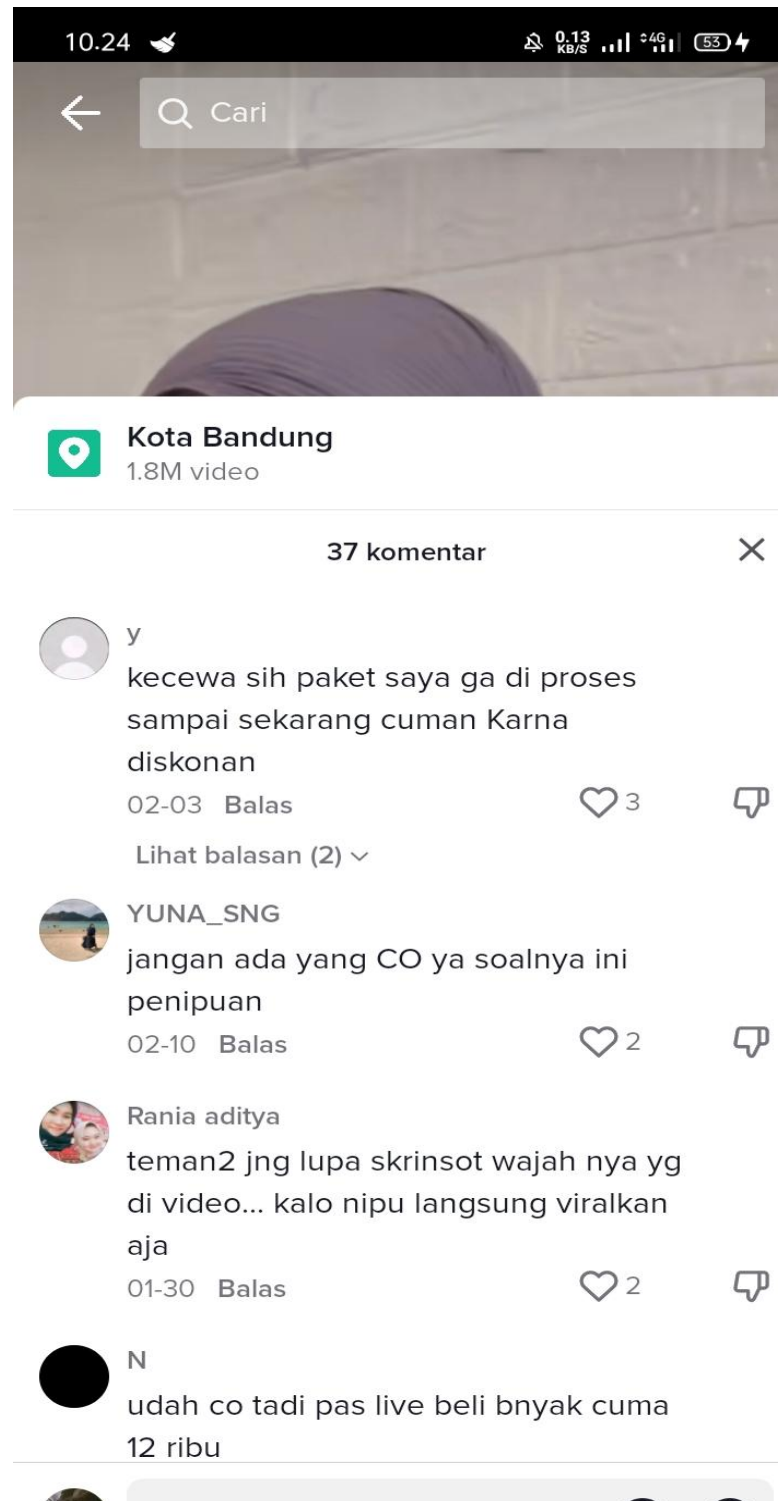 10.24
0.13
KB/S
4G
53
Cari
Kota Bandung
1.8M video
37 komentar
y
kecewa sih paket saya ga di proses
sampai sekarang cuman Karna
diskonan
02-03 Balas 3
Lihat balasan (2)
YUNA_SNG
jangan ada yang CO ya soalnya ini
penipuan
02-10 Balas 2
Rania aditya
teman2 jng lupa skrinsot wajah nya yg
di video... kalo nipu langsung viralkan
aja
01-30 Balas 2
N
udah co tadi pas live beli bnyak cuma
12 ribu